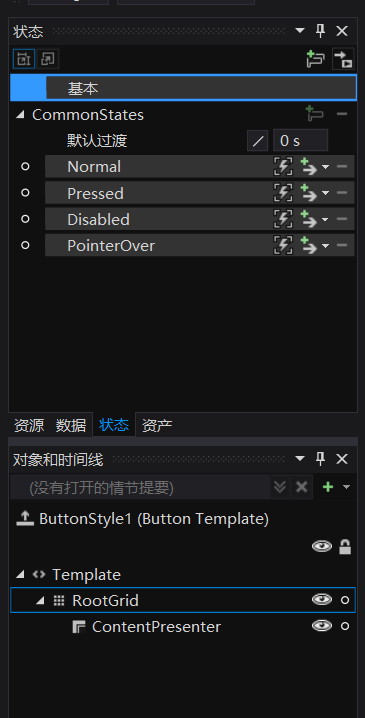 状态
基本
CommonStates
默认过渡 0 s
Normal
Pressed
Disabled
PointerOver
资源 数据 状态 资产
对象和时间线
(没有打开的情节提要)
ButtonStyle1 (Button Template)
Template
RootGrid
ContentPresenter